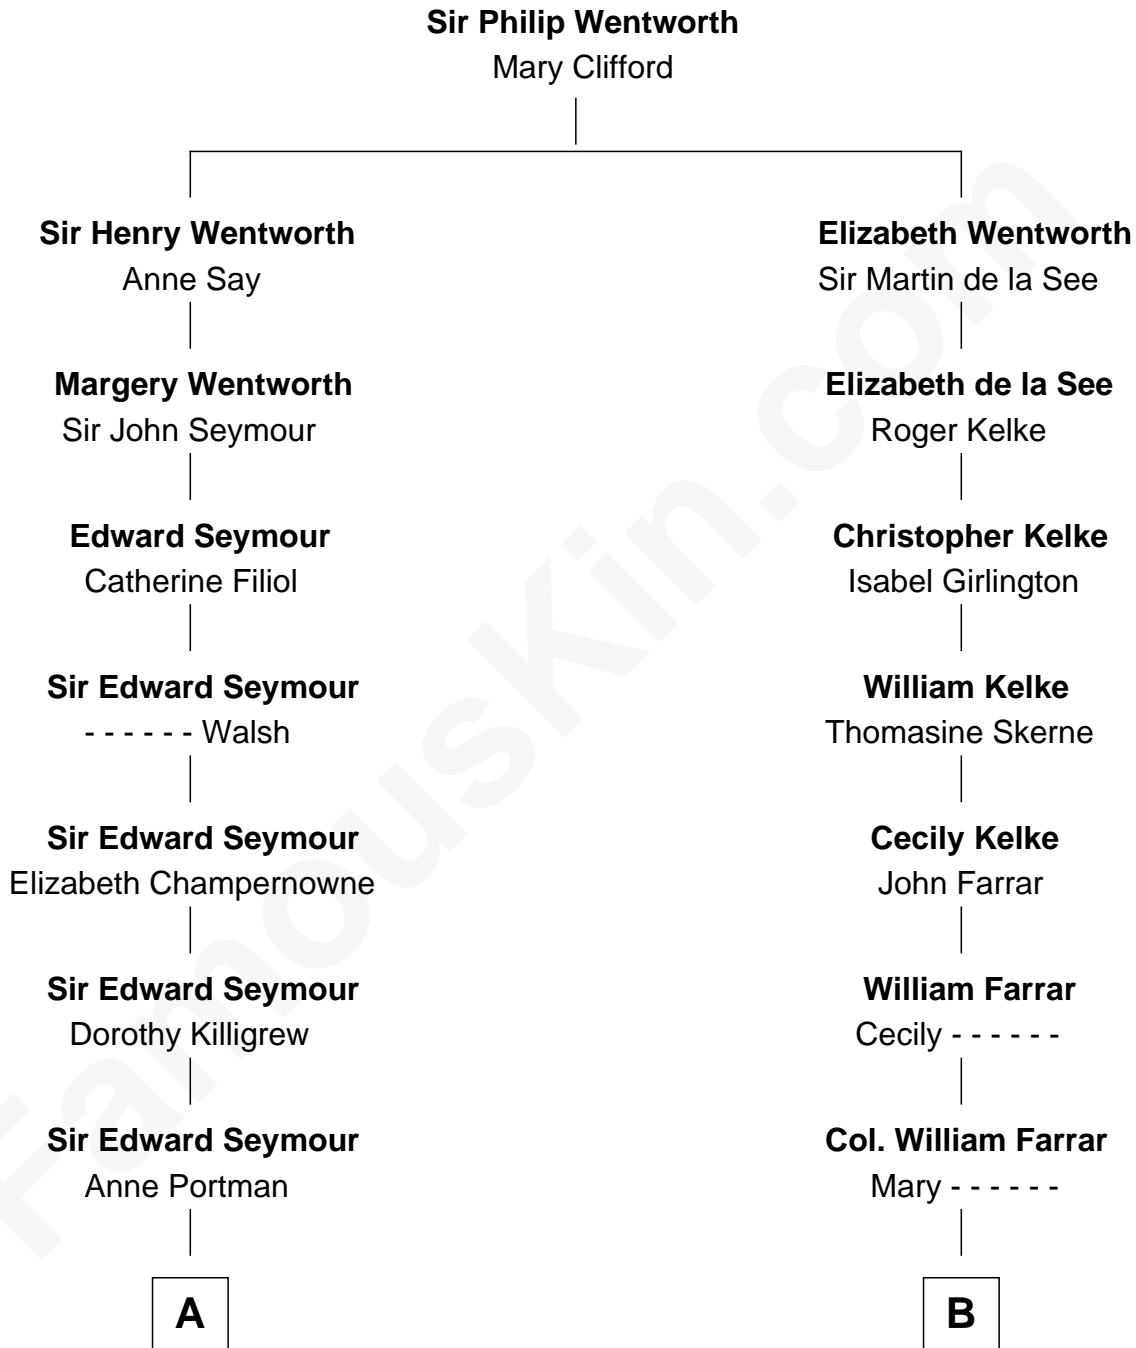 Sir Philip Wentworth
Mary Clifford
Sir Henry Wentworth
Anne Say
Margery Wentworth
Sir John Seymour
Edward Seymour
Catherine Filiol
Sir Edward Seymour
- - - - - - Walsh
Sir Edward Seymour
Elizabeth Champernowne
Sir Edward Seymour
Dorothy Killigrew
Sir Edward Seymour
Anne Portman
A
Elizabeth Wentworth
Sir Martin de la See
Elizabeth de la See
Roger Kelke
Christopher Kelke
Isabel Girlington
William Kelke
Thomasine Skerne
Cecily Kelke
John Farrar
William Farrar
Cecily - - - - - -
Col. William Farrar
Mary - - - - - -
B
FamousKin.com